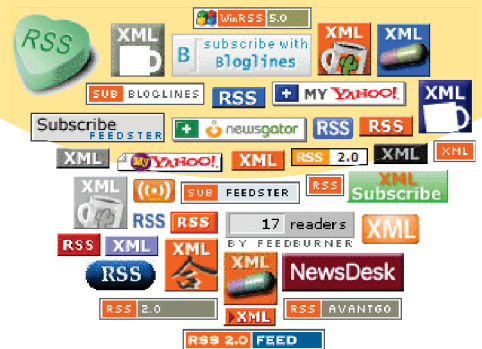 RSS
XML
WinRSS 5.0
B subscribe with
Bloglines
XML
XML
SUB BLOGLINES
RSS
+ MY YAHOO!
XML
Subscribe
FEEDSTER
+ newsgator
RSS
RSS
XML
My YAHOO!
XML
RSS 2.0
XML
XML
XML
SUB FEEDSTER
RSS
XML
Subscribe
RSS
RSS
17 readers
BY FEEDBURNER
XML
RSS
XML
XML
合
RSS
XML
NewsDesk
RSS 2.0
XML
RSS AVANTGO
RSS 2.0 FEED